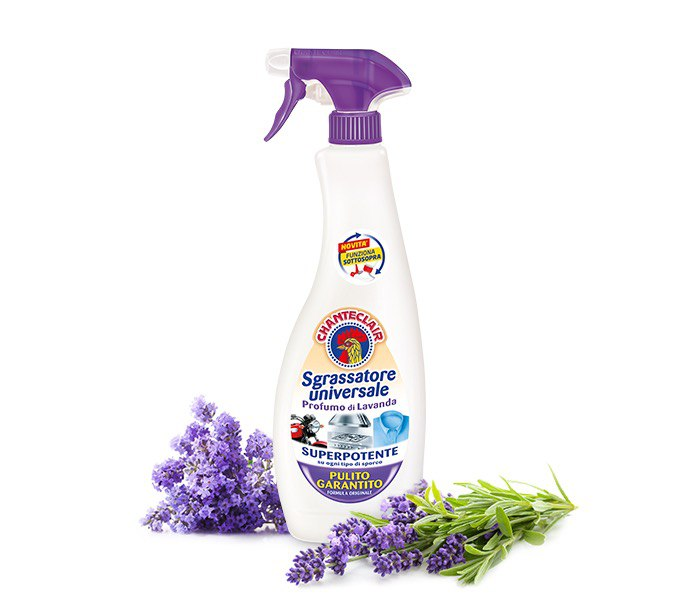 NOVITÀ
FUNZIONA
SOTTOSOPRA
CHANTECLAIR
Sgrassatore
universale
Profumo di Lavanda
SUPERPOTENTE
su ogni tipo di sporco
PULITO
GARANTITO
FORMULA ORIGINALE